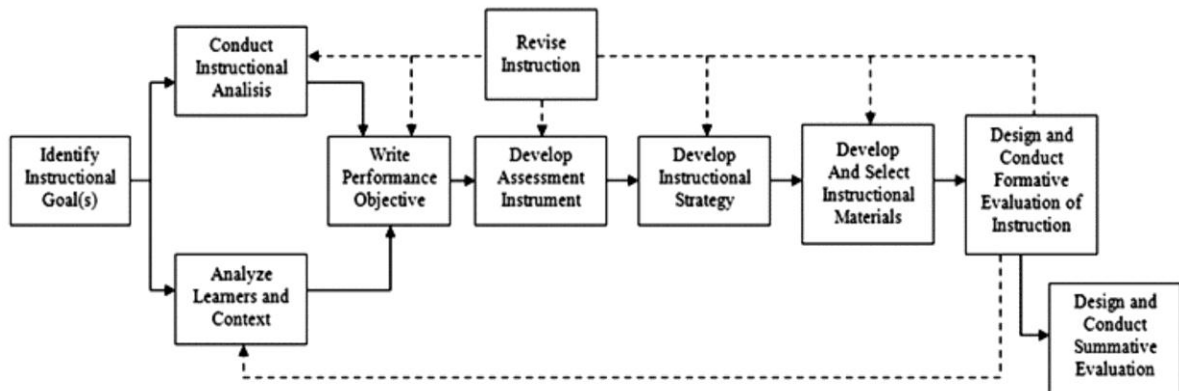 Conduct
Instructional
Analisis
Revise
Instruction
Identify
Instructional
Goal(s)
Write
Performance
Objective
Develop
Assessment
Instrument
Develop
Instructional
Strategy
Develop
And Select
Instructional
Materials
Design and
Conduct
Formative
Evaluation of
Instruction
Analyze
Learners and
Context
Design and
Conduct
Summative
Evaluation